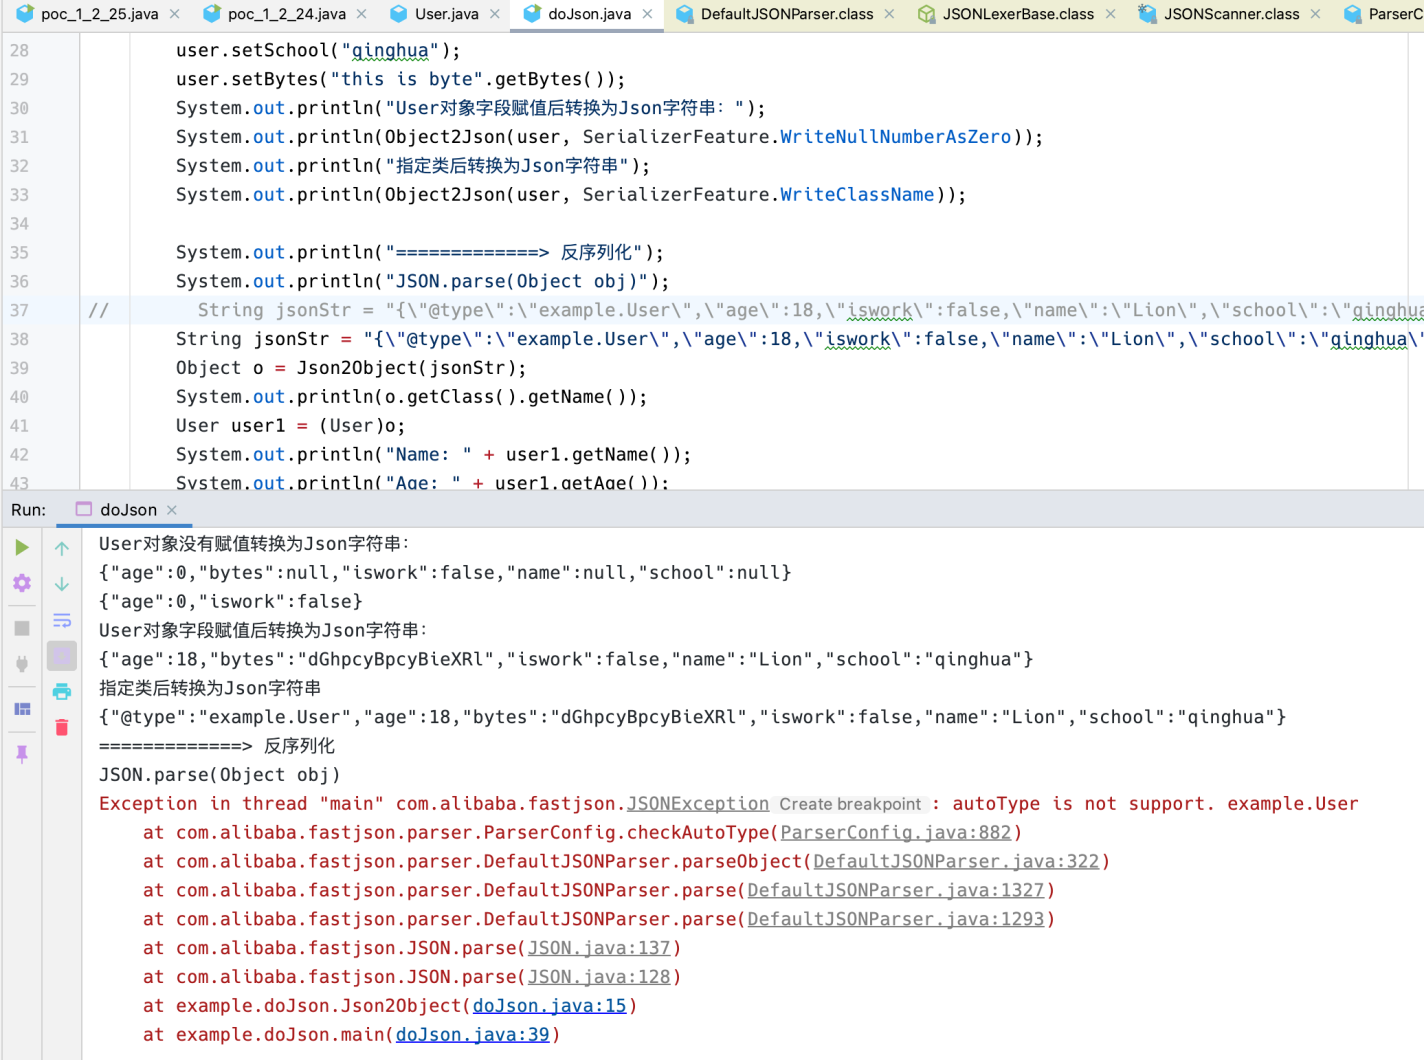 poc_1_2_25.java poc_1_2_24.java User.java doJson.java DefaultJSONParser.class JSONLexerBase.class JSONScanner.class ParserC
28 user.setSchool("qinghua");
29 user.setBytes("this is byte".getBytes());
30 System.out.println("User对象字段赋值后转换为Json字符串：");
31 System.out.println(Object2Json(user, SerializerFeature.WriteNullNumberAsZero));
32 System.out.println("指定类后转换为Json字符串");
33 System.out.println(Object2Json(user, SerializerFeature.WriteClassName));
34
35 System.out.println("=============> 反序列化");
36 System.out.println("JSON.parse(Object obj)");
37 // String jsonStr = "{\"@type\":\"example.User\",\"age\":18,\"iswork\":false,\"name\":\"Lion\",\"school\":\"qinghua
38 String jsonStr = "{\"@type\":\"example.User\",\"age\":18,\"iswork\":false,\"name\":\"Lion\",\"school\":\"qinghua\"
39 Object o = Json2Object(jsonStr);
40 System.out.println(o.getClass().getName());
41 User user1 = (User)o;
42 System.out.println("Name: " + user1.getName());
43 System.out.println("Age: " + user1.getAge());
Run: doJson
User对象没有赋值转换为Json字符串：
{"age":0,"bytes":null,"iswork":false,"name":null,"school":null}
{"age":0,"iswork":false}
User对象字段赋值后转换为Json字符串：
{"age":18,"bytes":"dGhpcyBpcyBieXRl","iswork":false,"name":"Lion","school":"qinghua"}
指定类后转换为Json字符串
{"@type":"example.User","age":18,"bytes":"dGhpcyBpcyBieXRl","iswork":false,"name":"Lion","school":"qinghua"}
=============> 反序列化
JSON.parse(Object obj)
Exception in thread "main" com.alibaba.fastjson.JSONException Create breakpoint : autoType is not support. example.User
at com.alibaba.fastjson.parser.ParserConfig.checkAutoType(ParserConfig.java:882)
at com.alibaba.fastjson.parser.DefaultJSONParser.parseObject(DefaultJSONParser.java:322)
at com.alibaba.fastjson.parser.DefaultJSONParser.parse(DefaultJSONParser.java:1327)
at com.alibaba.fastjson.parser.DefaultJSONParser.parse(DefaultJSONParser.java:1293)
at com.alibaba.fastjson.JSON.parse(JSON.java:137)
at com.alibaba.fastjson.JSON.parse(JSON.java:128)
at example.doJson.Json2Object(doJson.java:15)
at example.doJson.main(doJson.java:39)